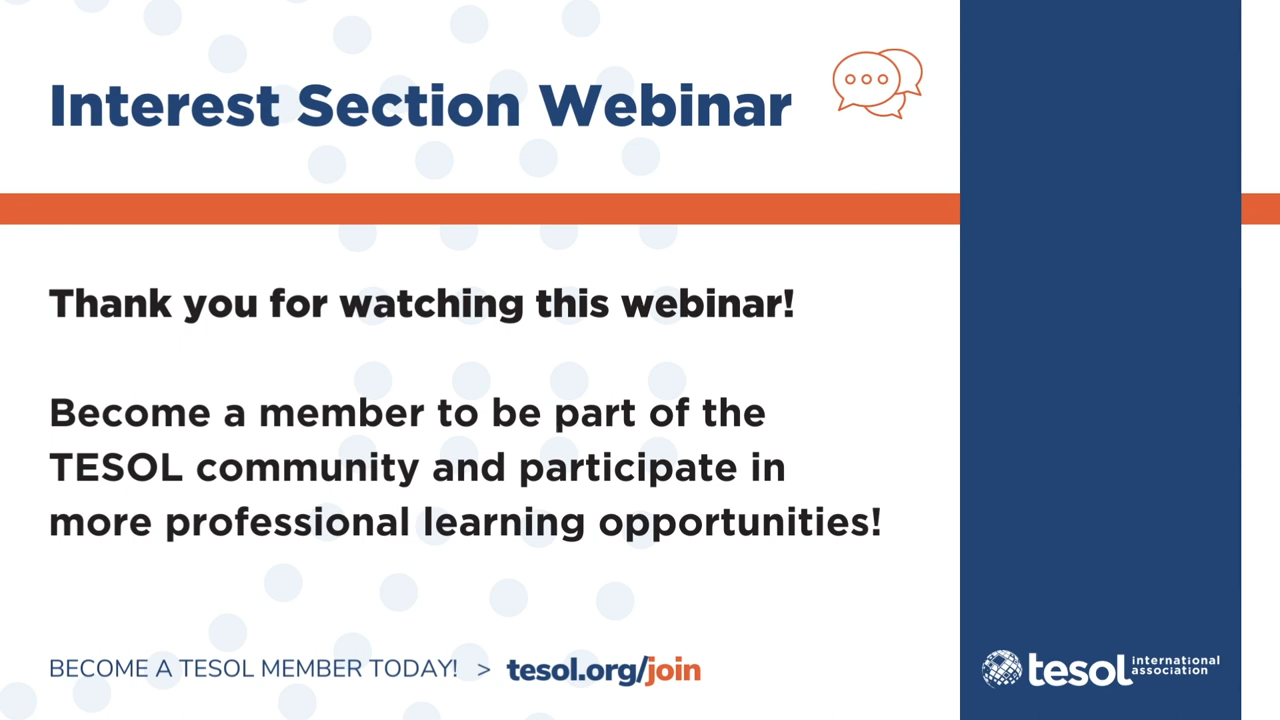 Interest Section Webinar
Thank you for watching this webinar!
Become a member to be part of the
TESOL community and participate in
more professional learning opportunities!
BECOME A TESOL MEMBER TODAY! > tesol.org/join
tesol international
association